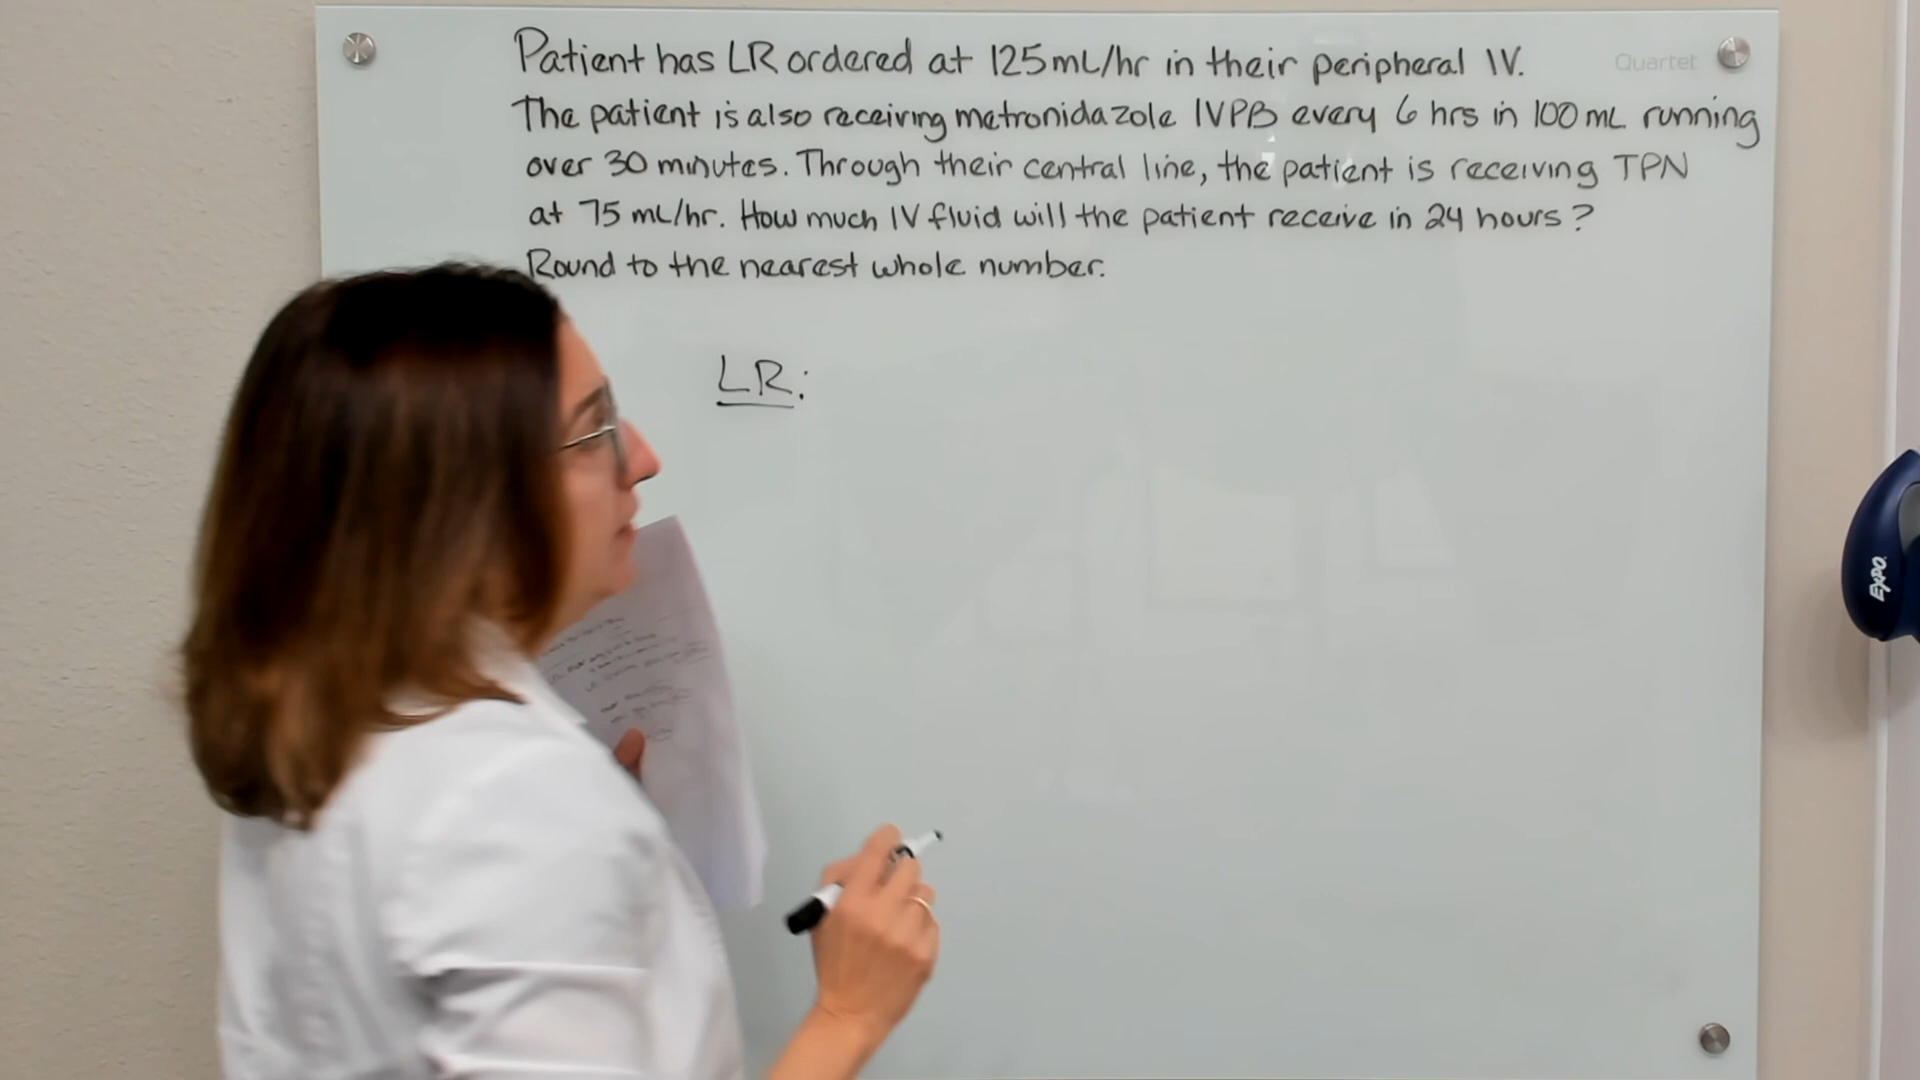 Patient has LR ordered at 125mL/hr in their peripheral IV.
Quartet
The patient is also receiving metronidazole IVPB every 6 hrs in 100 mL running
over 30 minutes. Through their central line, the patient is receiving TPN
at 75 mL/hr. How much IV fluid will the patient receive in 24 hours?
Round to the nearest whole number.
LR:
EXPO